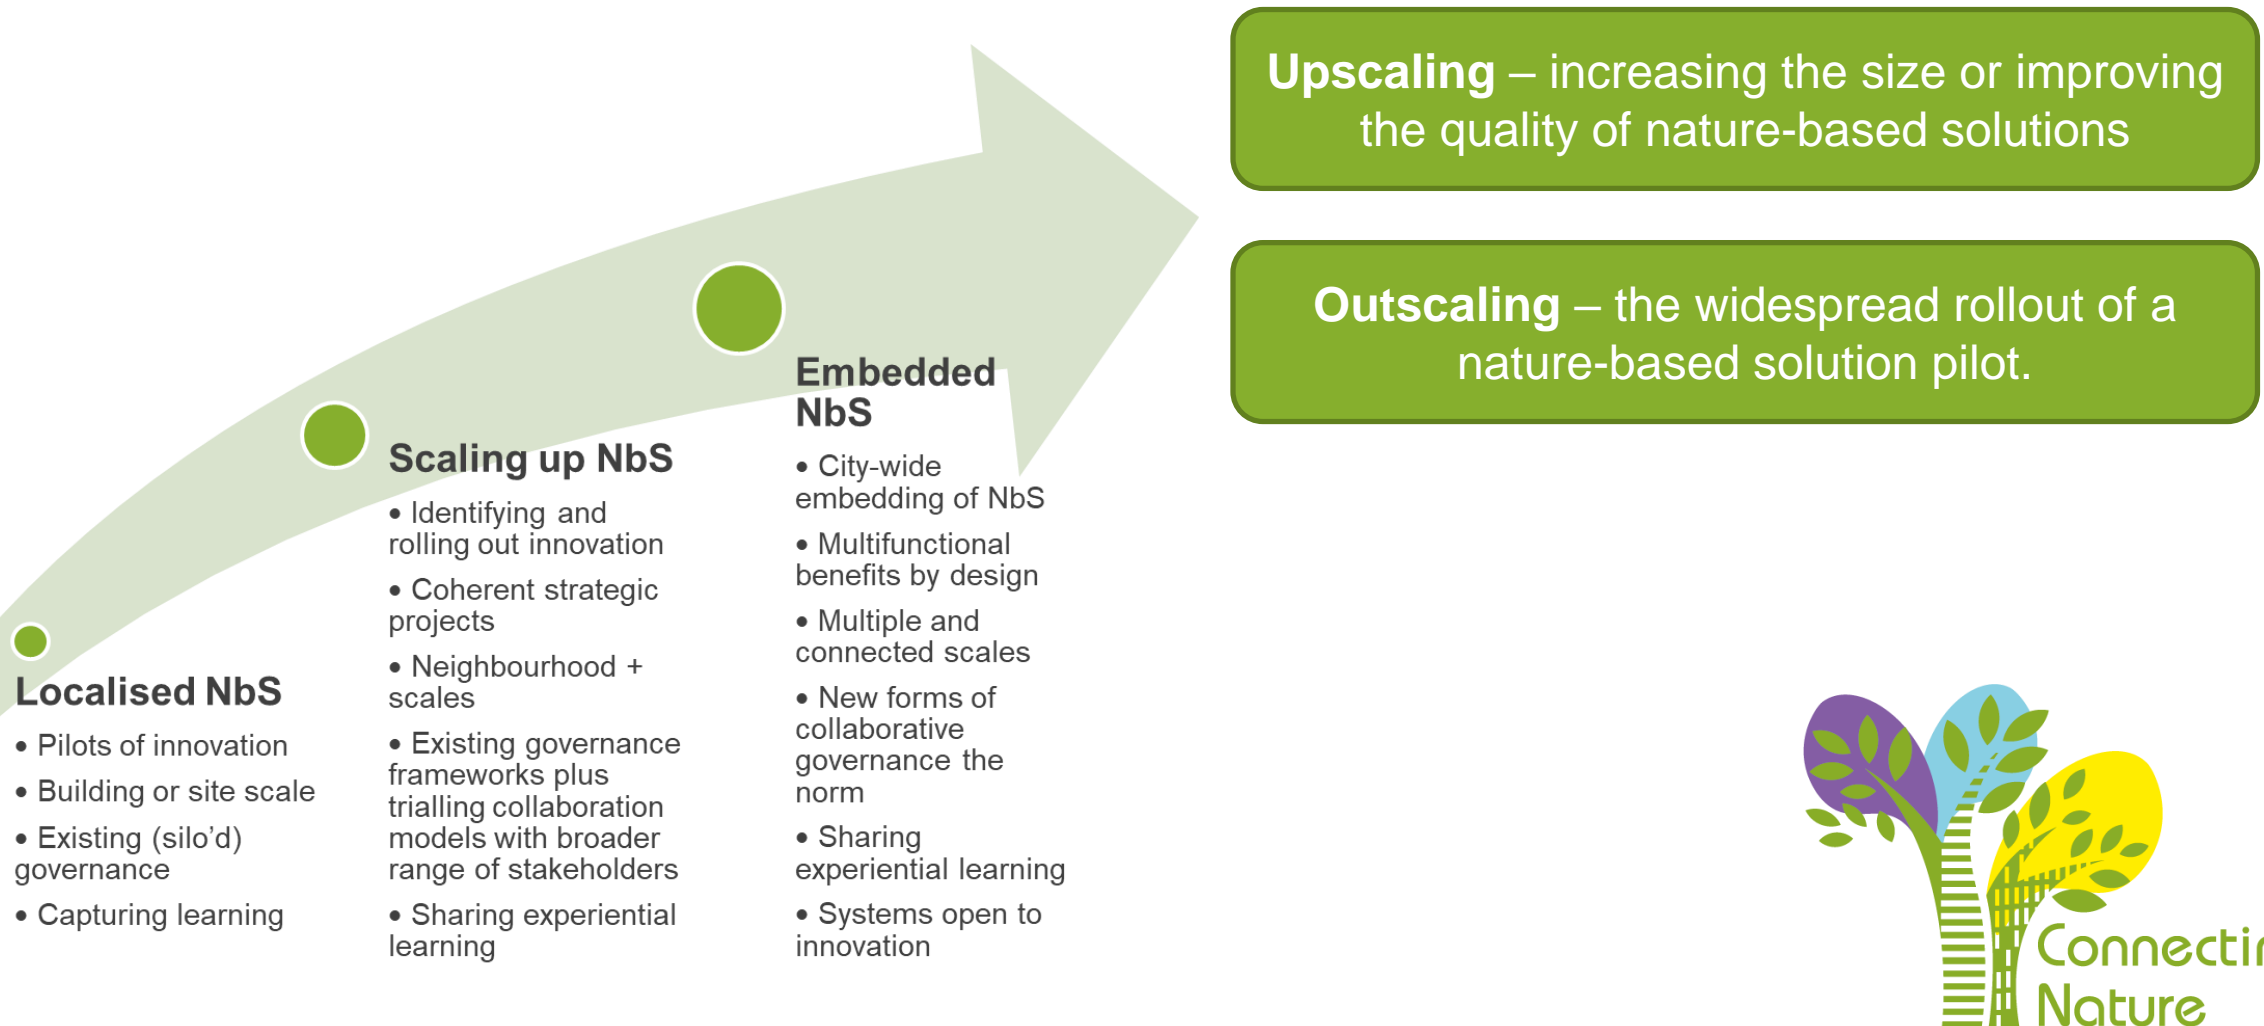 Upscaling – increasing the size or improving
the quality of nature-based solutions
Outscaling – the widespread rollout of a
nature-based solution pilot.
Localised NbS
• Pilots of innovation
• Building or site scale
• Existing (silo’d)
governance
• Capturing learning
Scaling up NbS
• Identifying and
rolling out innovation
• Coherent strategic
projects
• Neighbourhood +
scales
• Existing governance
frameworks plus
trialling collaboration
models with broader
range of stakeholders
• Sharing experiential
learning
Embedded
NbS
• City-wide
embedding of NbS
• Multifunctional
benefits by design
• Multiple and
connected scales
• New forms of
collaborative
governance the
norm
• Sharing
experiential learning
• Systems open to
innovation
Nature